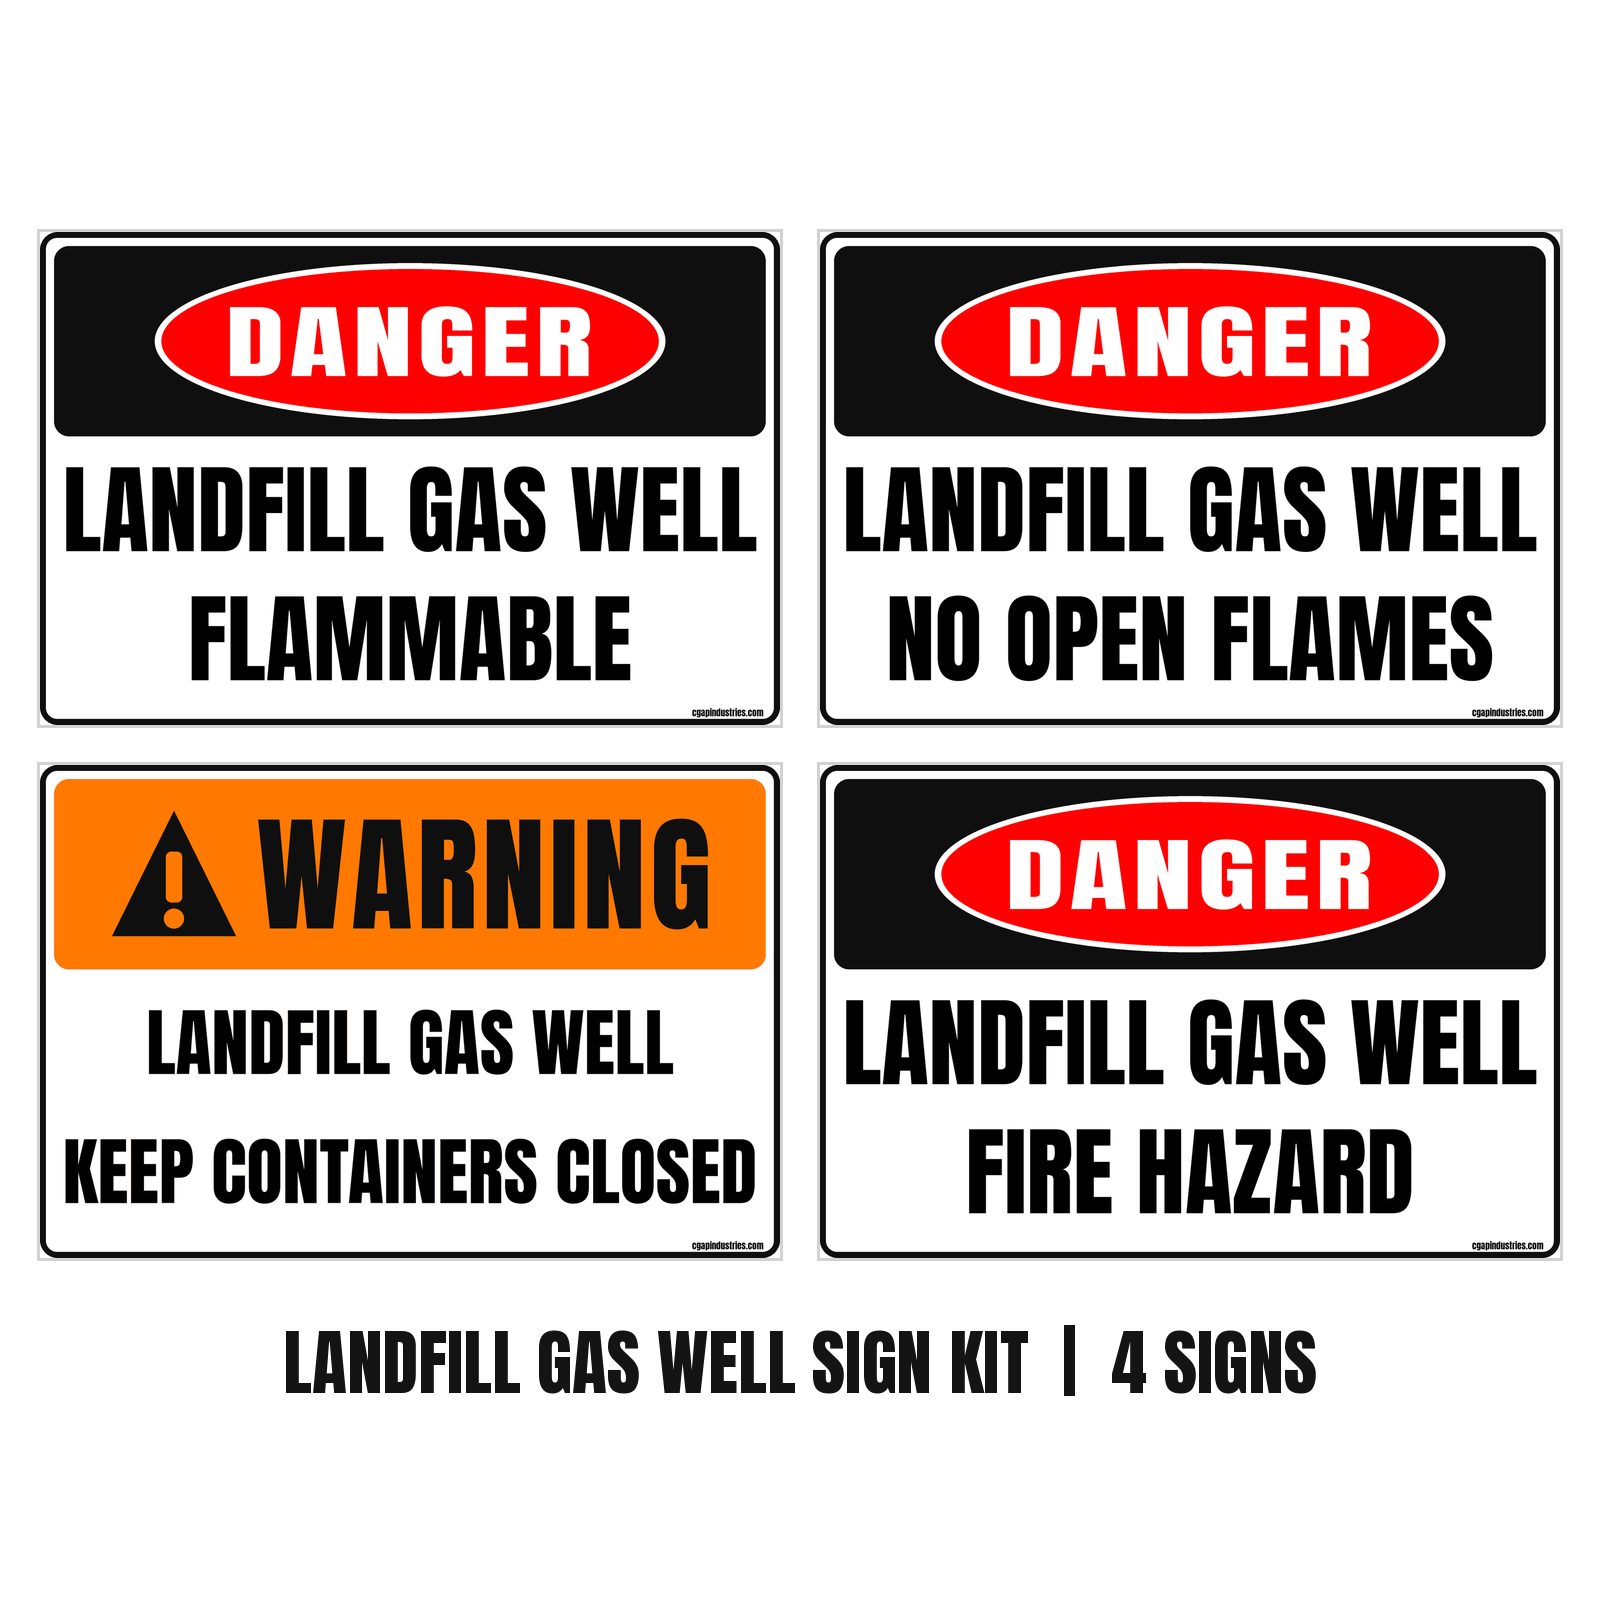 DANGER
LANDFILL GAS WELL
FLAMMABLE
cgapindustries.com
DANGER
LANDFILL GAS WELL
NO OPEN FLAMES
cgapindustries.com
WARNING
LANDFILL GAS WELL
KEEP CONTAINERS CLOSED
cgapindustries.com
DANGER
LANDFILL GAS WELL
FIRE HAZARD
cgapindustries.com
LANDFILL GAS WELL SIGN KIT | 4 SIGNS